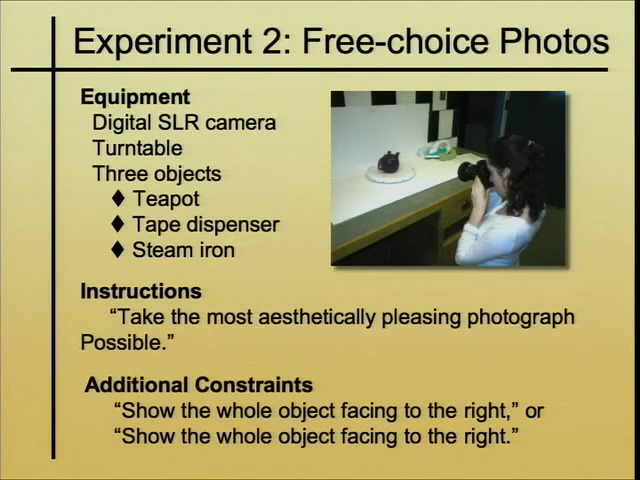 Experiment 2: Free-choice Photos
Equipment
Digital SLR camera
Turntable
Three objects
♦ Teapot
♦ Tape dispenser
♦ Steam iron
Instructions
“Take the most aesthetically pleasing photograph
Possible.”
Additional Constraints
“Show the whole object facing to the right,” or
“Show the whole object facing to the right.”